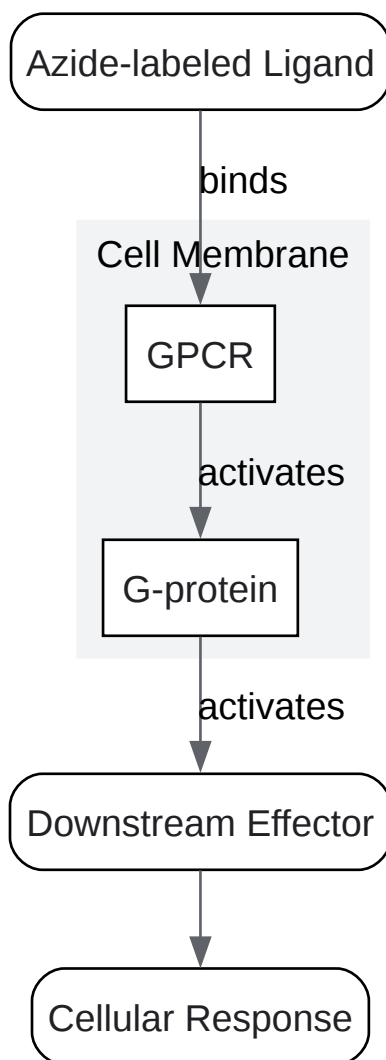 Azide-labeled Ligand
binds
Cell Membrane
GPCR
activates
G-protein
activates
Downstream Effector
Cellular Response